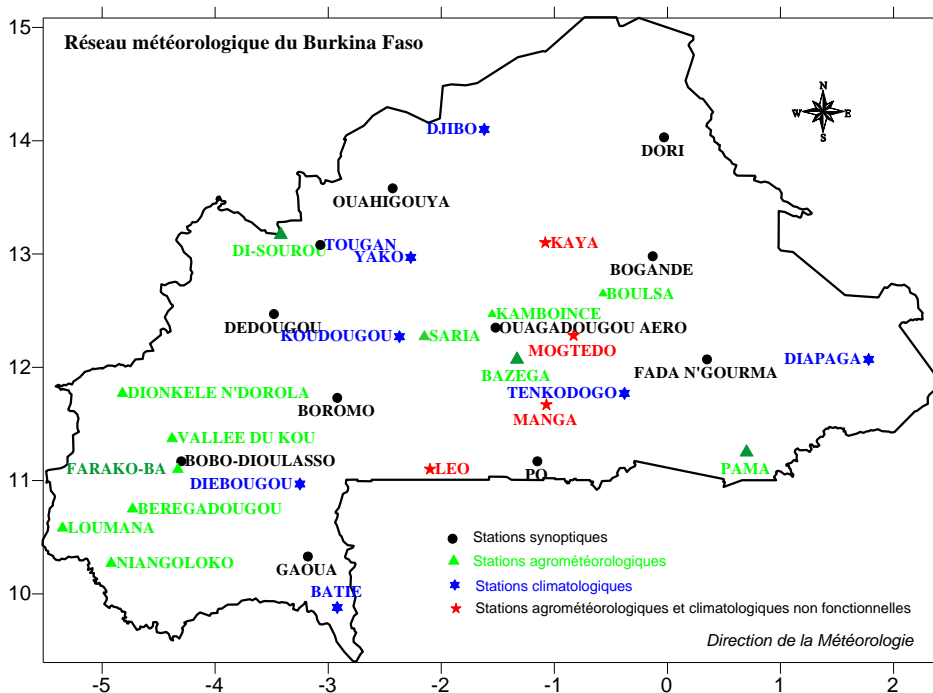 15
Réseau météorologique du Burkina Faso
N
W E
S
DJIBO
14
DORI
OUAHIGOUYA
DI-SOUROU
TOUGAN
KAYA
13
YAKO
BOGANDE
BOULSA
KAMBOINCE
DEDOUGOU
KOUDOUGOU
SARIA
OUAGADOUGOU AERO
MOGTEDO
12
BAZEGA
FADA N'GOURMA
DIAPAGA
DIONKELE N'DOROLA
TENKODOGO
BOROMO
MANGA
VALLEE DU KOU
BOBO-DIOULASSO
FARAKO-BA
LEO
PO
PAMA
11
DIEBOUGOU
BEREGADOUGOU
LOUMANA
NIANGOLOKO
GAOUA
BATIE
10
Stations synoptiques
Stations agrométéorologiques
Stations climatologiques
Stations agrométéorologiques et climatologiques non fonctionnelles
Direction de la Météorologie
-5 -4 -3 -2 -1 0 1 2